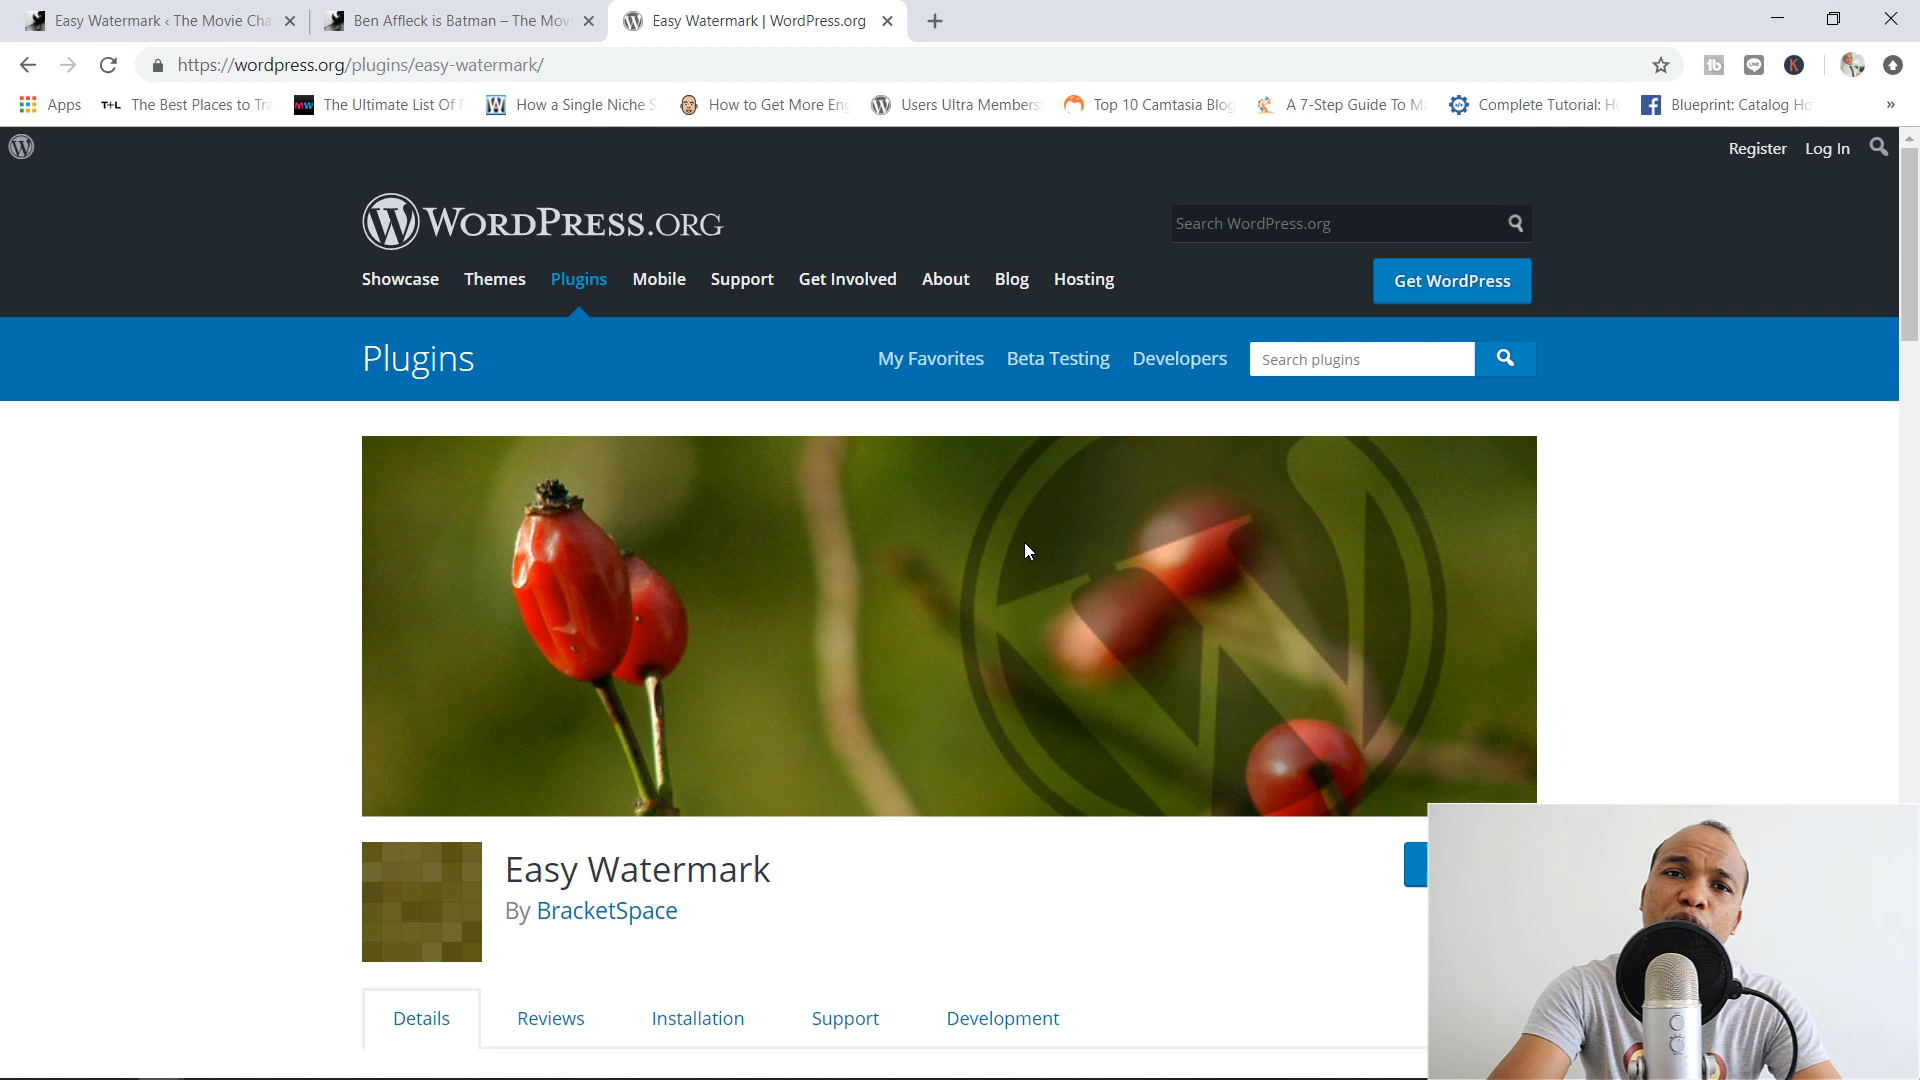 Easy Watermark ‹ The Movie Cha
Ben Affleck is Batman – The Mov
Easy Watermark | WordPress.org
https://wordpress.org/plugins/easy-watermark/
Apps
T+L The Best Places to Tra
MW The Ultimate List Of
How a Single Niche S
How to Get More Eng
Users Ultra Members
Top 10 Camtasia Blog
A 7-Step Guide To M
Complete Tutorial: H
Blueprint: Catalog Ho
»
Register Log In
WORDPRESS.ORG
Search WordPress.org
Showcase Themes Plugins Mobile Support Get Involved About Blog Hosting
Get WordPress
Plugins
My Favorites Beta Testing Developers
Search plugins
Easy Watermark
By BracketSpace
Details Reviews Installation Support Development